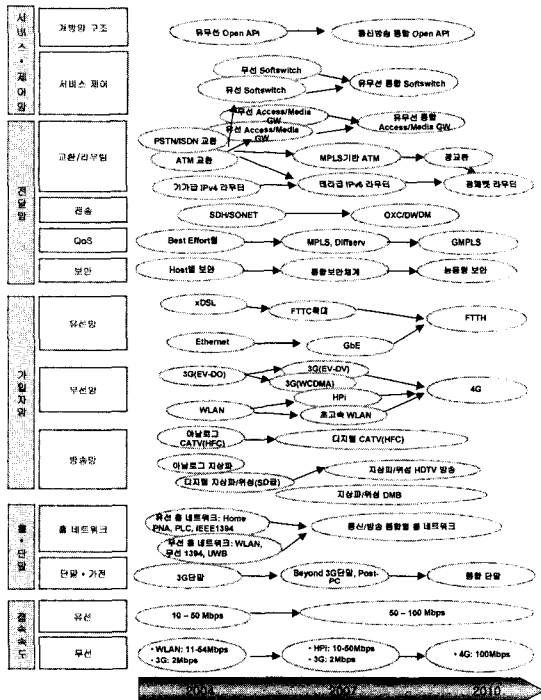 서비스・제어망
개방망 구조
유무선 Open API
통신방송 통합 Open API
서비스 제어
무선 Softswitch
유선 Softswitch
유무선 통합 Softswitch
무선 Access/Media GW
유선 Access/Media GW
유무선 통합
Access/Media GW
전달망
교환/라우팅
PSTN/ISDN 교환
ATM 교환
MPLS기반 ATM
광교환
기가급 IPv4 라우터
테라급 IPv6 라우터
광패켓 라우터
전송
SDH/SONET
OXC/DWDM
QoS
Best Effort형
MPLS, Diffserv
GMPLS
보안
Host별 보안
통합보안체계
능동형 보안
가입자망
유선망
xDSL
FTTC확대
FTTH
Ethernet
GbE
무선망
3G(EV-DO)
3G(EV-DV)
3G(WCDMA)
HPi
4G
WLAN
초고속 WLAN
방송망
아날로그
CATV(HFC)
디지털 CATV(HFC)
아날로그 지상파
디지털 지상파/위성(SD급)
지상파/위성 HDTV 방송
지상파/위성 DMB
홈・단말
홈 네트워크
유선 홈 네트워크: Home
PNA, PLC, IEEE1394
무선 홈 네트워크: WLAN,
무선 1394, UWB
통신/방송 통합형 홈 네트워크
단말・가전
3G단말
Beyond 3G단말, Post-
PC
통합 단말
접속속도
유선
10 – 50 Mbps
50 – 100 Mbps
무선
・WLAN: 11-54Mbps
・3G: 2Mbps
・HPi: 10-50Mbps
・3G: 2Mbps
・4G: 100Mbps
2004
2007
2010